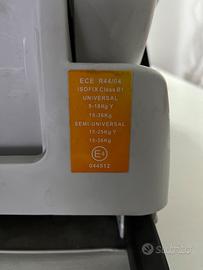 ECE R44/04
ISOFIX Class B1
UNIVERSAL
9-18Kg Y
15-36Kg
SEMI-UNIVERSAL
15-25Kg Y
15-36Kg
E4
044512
Subito